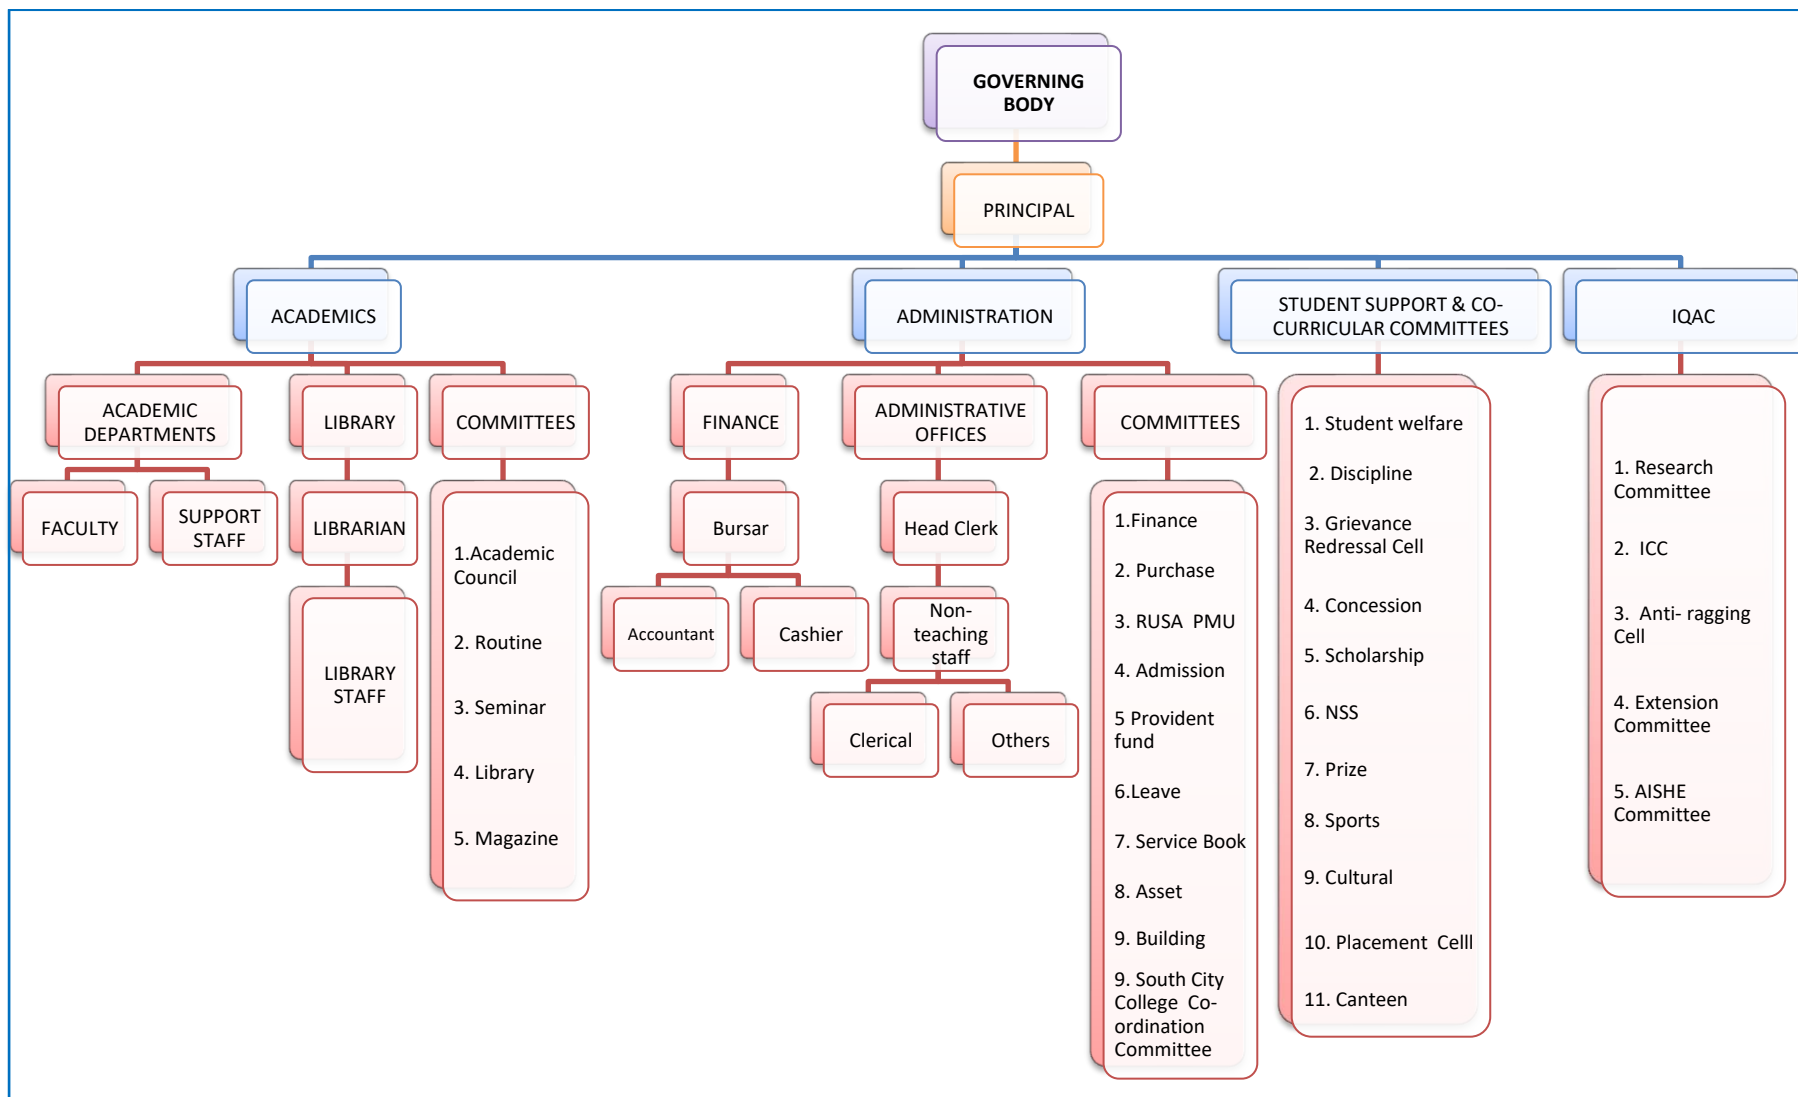 GOVERNING
BODY
PRINCIPAL
ACADEMICS
ADMINISTRATION
STUDENT SUPPORT & CO-
CURRICULAR COMMITTEES
IQAC
ACADEMIC
DEPARTMENTS
LIBRARY
COMMITTEES
FINANCE
ADMINISTRATIVE
OFFICES
COMMITTEES
FACULTY
SUPPORT
STAFF
LIBRARIAN
LIBRARY
STAFF
1.Academic
Council
2. Routine
3. Seminar
4. Library
5. Magazine
Bursar
Accountant
Cashier
Head Clerk
Non-
teaching
staff
Clerical
Others
1.Finance
2. Purchase
3. RUSA PMU
4. Admission
5 Provident
fund
6.Leave
7. Service Book
8. Asset
9. Building
9. South City
College Co-
ordination
Committee
1. Student welfare
2. Discipline
3. Grievance
Redressal Cell
4. Concession
5. Scholarship
6. NSS
7. Prize
8. Sports
9. Cultural
10. Placement Celll
11. Canteen
1. Research
Committee
2. ICC
3. Anti- ragging
Cell
4. Extension
Committee
5. AISHE
Committee